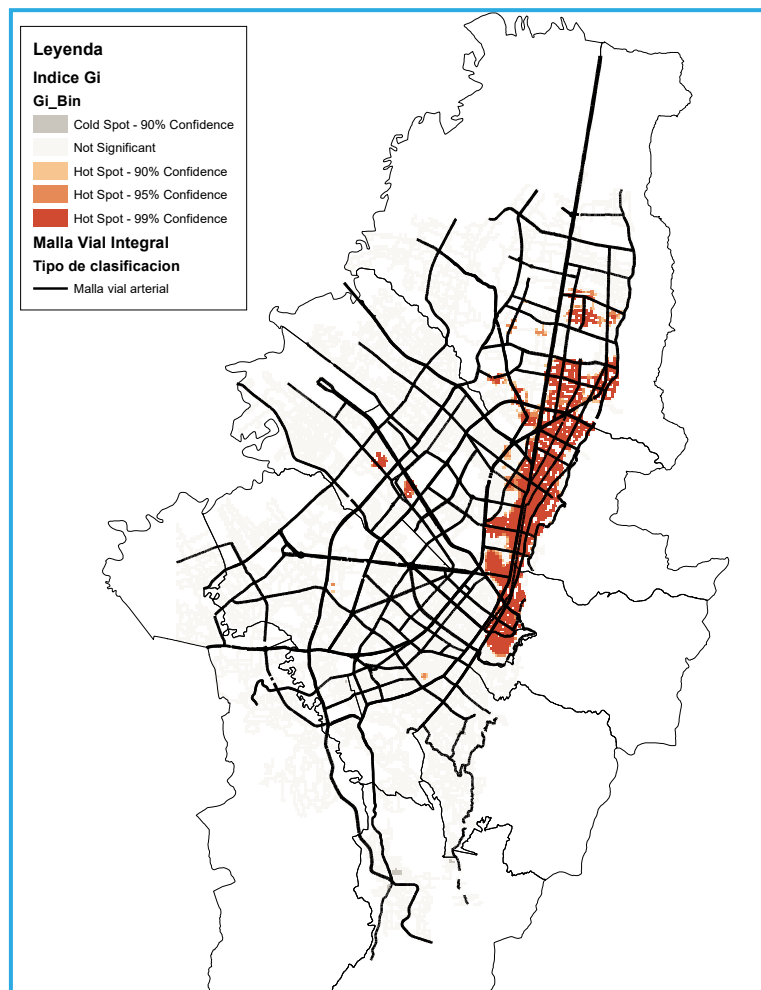 Leyenda
Indice Gi
Gi_Bin
Cold Spot - 90% Confidence
Not Significant
Hot Spot - 90% Confidence
Hot Spot - 95% Confidence
Hot Spot - 99% Confidence
Malla Vial Integral
Tipo de clasificacion
Malla vial arterial